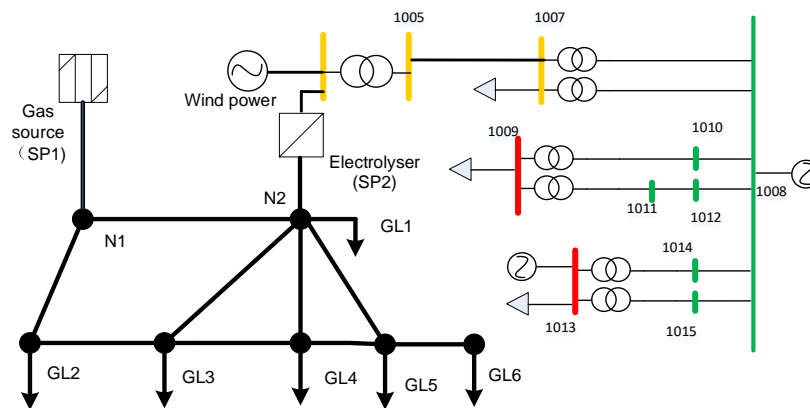 1005
1007
Wind power
Gas
source
（SP1）
Electrolyser
(SP2)
1009
1010
1008
1011
1012
N2
GL1
N1
1014
1013
1015
GL2
GL3
GL4
GL5
GL6